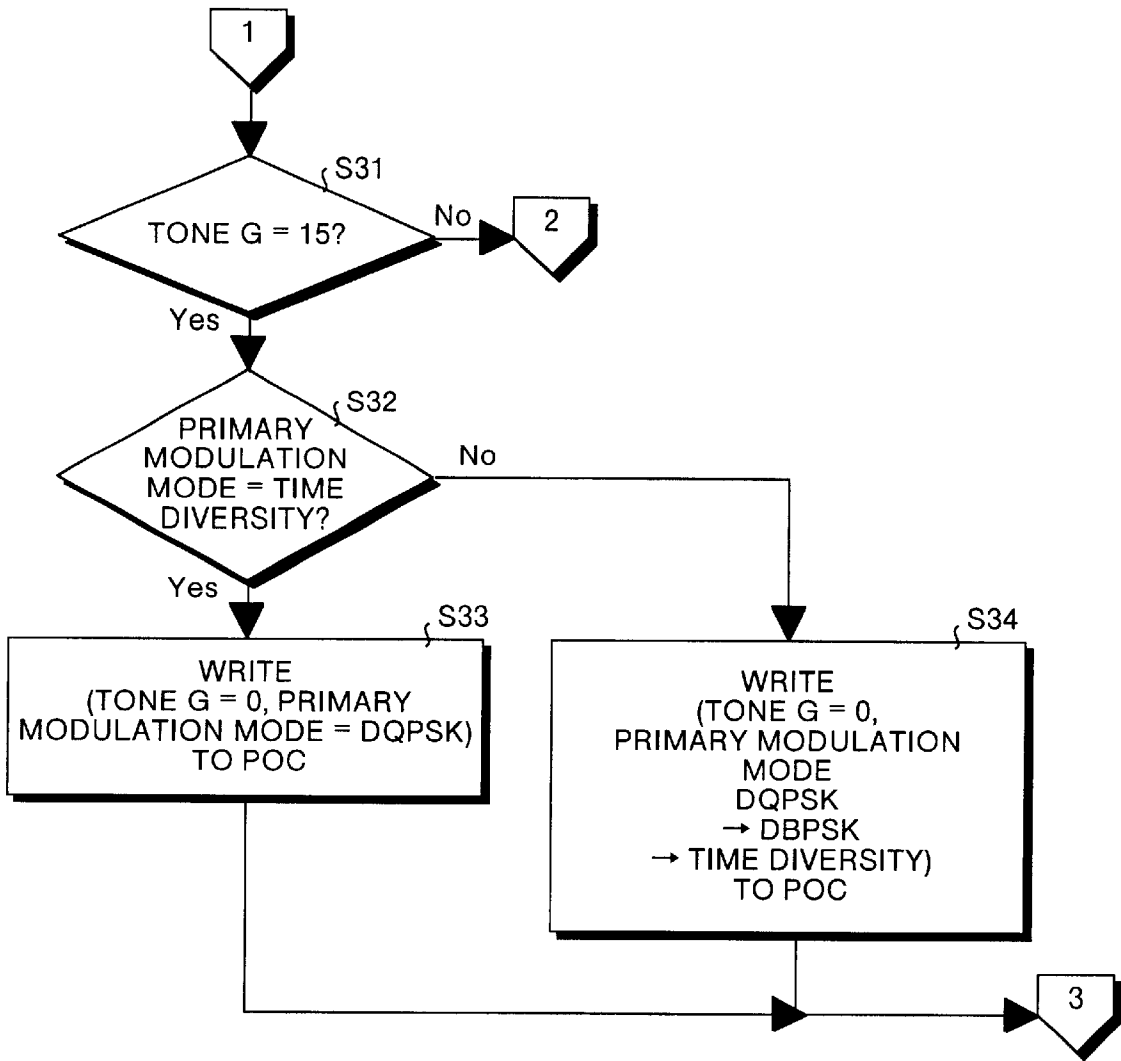 1
S31
TONE G = 15?
No
2
Yes
S32
PRIMARY
MODULATION
MODE = TIME
DIVERSITY?
No
Yes
S33
WRITE
(TONE G = 0, PRIMARY
MODULATION MODE = DQPSK)
TO POC
S34
WRITE
(TONE G = 0,
PRIMARY MODULATION
MODE
DQPSK
→ DBPSK
→ TIME DIVERSITY)
TO POC
3